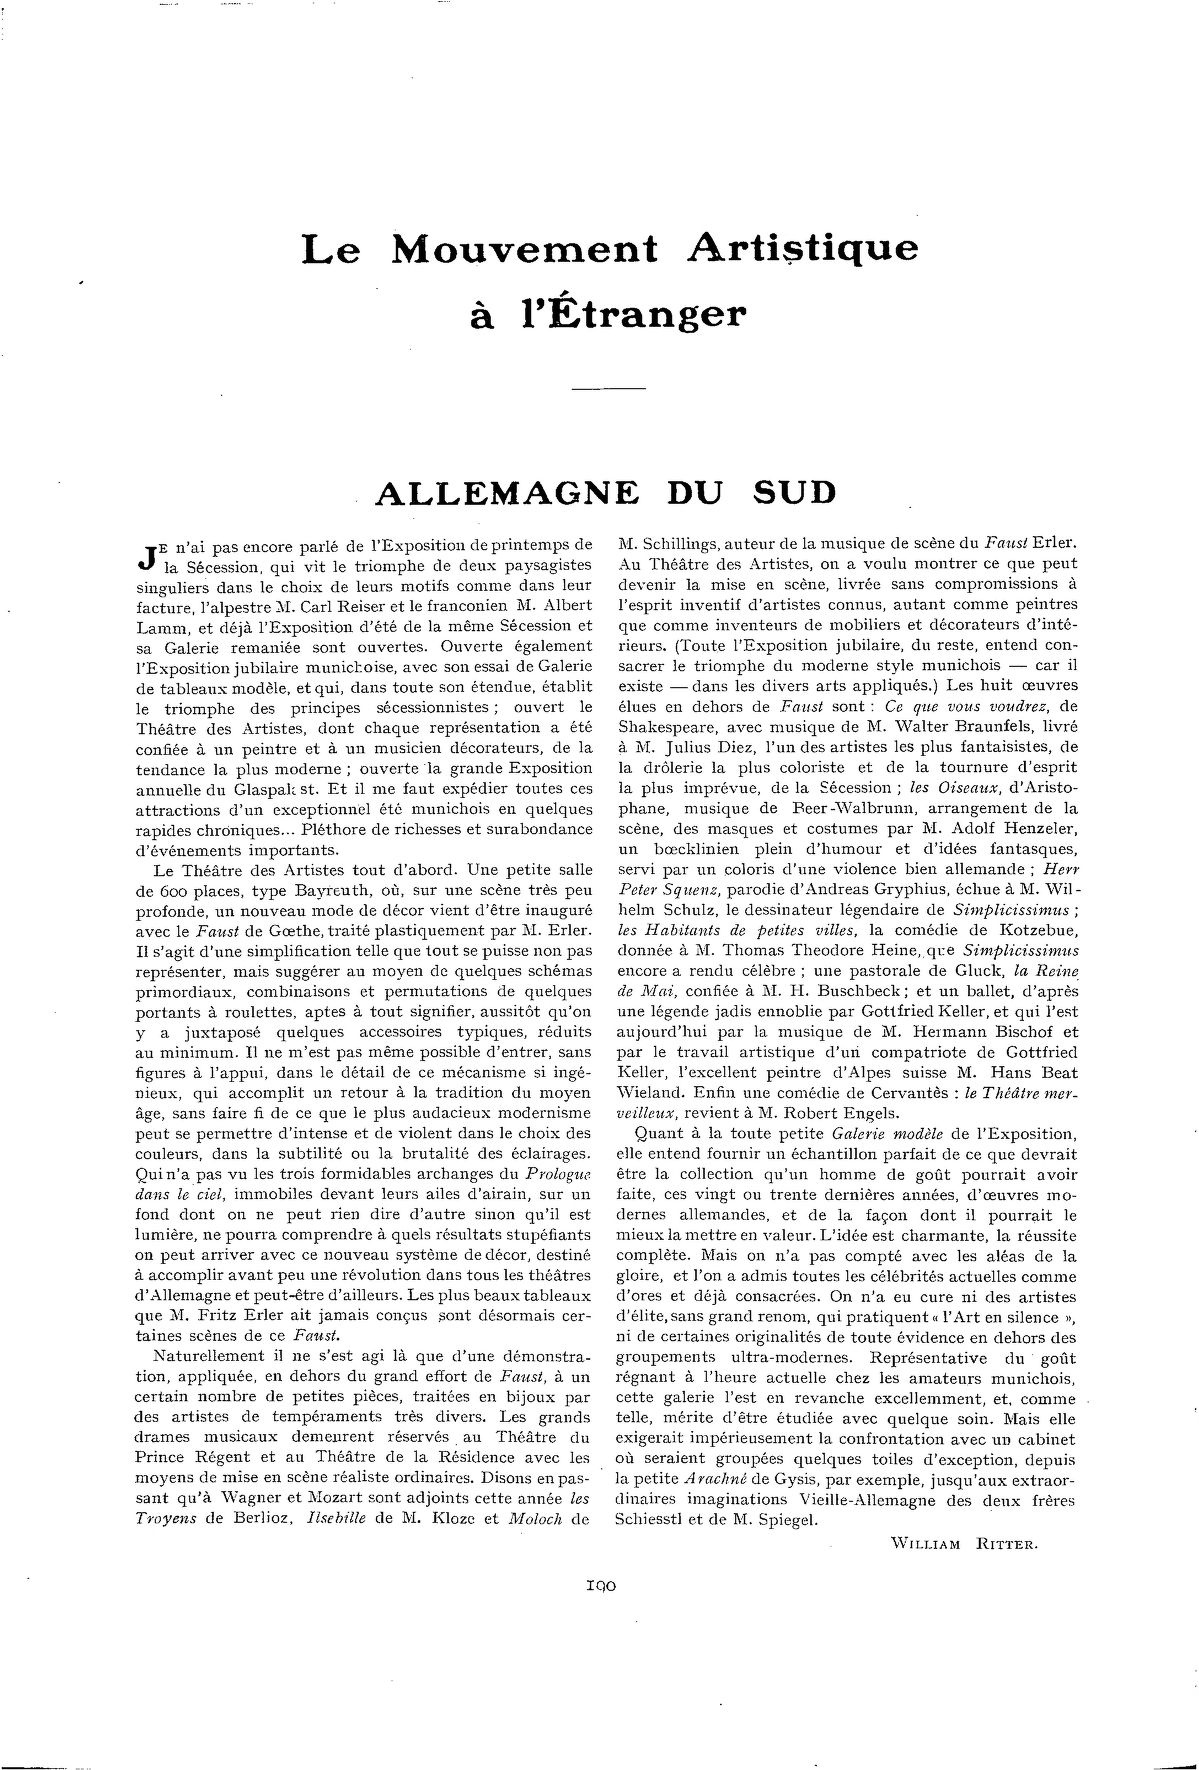 Le Mouvement Artistique
à l'Étranger
ALLEMAGNE DU SUD
JE n'ai pas encore parlé de l'Exposition de printemps de
la Sécession, qui vit le triomphe de deux paysagistes
singuliers dans le choix de leurs motifs comme dans leur
facture, l'alpestre M. Carl Reiser et le franconien M. Albert
Lamm, et déjà l'Exposition d'été de la même Sécession et
sa Galerie remaniée sont ouvertes. Ouverte également
l'Exposition jubilaire munichoise, avec son essai de Galerie
de tableaux modèle, et qui, dans toute son étendue, établit
le triomphe des principes sécessionnistes ; ouvert le
Théâtre des Artistes, dont chaque représentation a été
confiée à un peintre et à un musicien décorateurs, de la
tendance la plus moderne ; ouverte la grande Exposition
annuelle du Glaspalast. Et il me faut expédier toutes ces
attractions d'un exceptionnel été munichois en quelques
rapides chroniques... Pléthore de richesses et surabondance
d'événements importants.
Le Théâtre des Artistes tout d'abord. Une petite salle
de 600 places, type Bayreuth, où, sur une scène très peu
profonde, un nouveau mode de décor vient d'être inauguré
avec le Faust de Gœthe, traité plastiquement par M. Erler.
Il s'agit d'une simplification telle que tout se puisse non pas
représenter, mais suggérer au moyen de quelques schémas
primordiaux, combinaisons et permutations de quelques
portants à roulettes, aptes à tout signifier, aussitôt qu'on
y a juxtaposé quelques accessoires typiques, réduits
au minimum. Il ne m'est pas même possible d'entrer, sans
figures à l'appui, dans le détail de ce mécanisme si ingé-
nieux, qui accomplit un retour à la tradition du moyen
âge, sans faire fi de ce que le plus audacieux modernisme
peut se permettre d'intense et de violent dans le choix des
couleurs, dans la subtilité ou la brutalité des éclairages.
Qui n'a pas vu les trois formidables archanges du Prologue
dans le ciel, immobiles devant leurs ailes d'airain, sur un
fond dont on ne peut rien dire d'autre sinon qu'il est
lumière, ne pourra comprendre à quels résultats stupéfiants
on peut arriver avec ce nouveau système de décor, destiné
à accomplir avant peu une révolution dans tous les théâtres
d'Allemagne et peut-être d'ailleurs. Les plus beaux tableaux
que M. Fritz Erler ait jamais conçus sont désormais cer-
taines scènes de ce Faust.
Naturellement il ne s'est agi là que d'une démonstra-
tion, appliquée, en dehors du grand effort de Faust, à un
certain nombre de petites pièces, traitées en bijoux par
des artistes de tempéraments très divers. Les grands
drames musicaux demeurent réservés au Théâtre du
Prince Régent et au Théâtre de la Résidence avec les
moyens de mise en scène réaliste ordinaires. Disons en pas-
sant qu'à Wagner et Mozart sont adjoints cette année les
Troyens de Berlioz, Ilsebille de M. Kloze et Moloch de
M. Schillings, auteur de la musique de scène du Faust Erler.
Au Théâtre des Artistes, on a voulu montrer ce que peut
devenir la mise en scène, livrée sans compromissions à
l'esprit inventif d'artistes connus, autant comme peintres
que comme inventeurs de mobiliers et décorateurs d'inté-
rieurs. (Toute l'Exposition jubilaire, du reste, entend con-
sacrer le triomphe du moderne style munichois — car il
existe — dans les divers arts appliqués.) Les huit œuvres
élues en dehors de Faust sont : Ce que vous voudrez, de
Shakespeare, avec musique de M. Walter Braunfels, livré
à M. Julius Diez, l'un des artistes les plus fantaisistes, de
la drôlerie la plus coloriste et de la tournure d'esprit
la plus imprévue, de la Sécession ; les Oiseaux, d'Aristo-
phane, musique de Beer-Walbrunn, arrangement de la
scène, des masques et costumes par M. Adolf Henzeler,
un bœcklinien plein d'humour et d'idées fantasques,
servi par un coloris d'une violence bien allemande ; Herr
Peter Squenz, parodie d'Andreas Gryphius, échue à M. Wil-
helm Schulz, le dessinateur légendaire de Simplicissimus ;
les Habitants de petites villes, la comédie de Kotzebue,
donnée à M. Thomas Theodore Heine, que Simplicissimus
encore a rendu célèbre ; une pastorale de Gluck, la Reine
de Mai, confiée à M. H. Buschbeck ; et un ballet, d'après
une légende jadis ennoblie par Gottfried Keller, et qui l'est
aujourd'hui par la musique de M. Hermann Bischof et
par le travail artistique d'un compatriote de Gottfried
Keller, l'excellent peintre d'Alpes suisse M. Hans Beat
Wieland. Enfin une comédie de Cervantès : le Théâtre mer-
veilleux, revient à M. Robert Engels.
Quant à la toute petite Galerie modèle de l'Exposition,
elle entend fournir un échantillon parfait de ce que devrait
être la collection qu'un homme de goût pourrait avoir
faite, ces vingt ou trente dernières années, d'œuvres mo-
dernes allemandes, et de la façon dont il pourrait le
mieux la mettre en valeur. L'idée est charmante, la réussite
complète. Mais on n'a pas compté avec les aléas de la
gloire, et l'on a admis toutes les célébrités actuelles comme
d'ores et déjà consacrées. On n'a eu cure ni des artistes
d'élite, sans grand renom, qui pratiquent « l'Art en silence »,
ni de certaines originalités de toute évidence en dehors des
groupements ultra-modernes. Représentative du goût
régnant à l'heure actuelle chez les amateurs munichois,
cette galerie l'est en revanche excellemment, et, comme
telle, mérite d'être étudiée avec quelque soin. Mais elle
exigerait impérieusement la confrontation avec un cabinet
où seraient groupées quelques toiles d'exception, depuis
la petite Arachné de Gysis, par exemple, jusqu'aux extraor-
dinaires imaginations Vieille-Allemagne des deux frères
Schiesstl et de M. Spiegel.
WILLIAM RITTER.
190